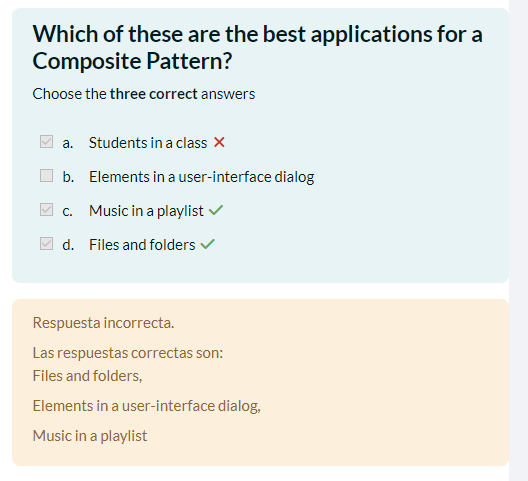 Which of these are the best applications for a
Composite Pattern?
Choose the three correct answers
a. Students in a class
b. Elements in a user-interface dialog
c. Music in a playlist
d. Files and folders
Respuesta incorrecta.
Las respuestas correctas son:
Files and folders,
Elements in a user-interface dialog,
Music in a playlist